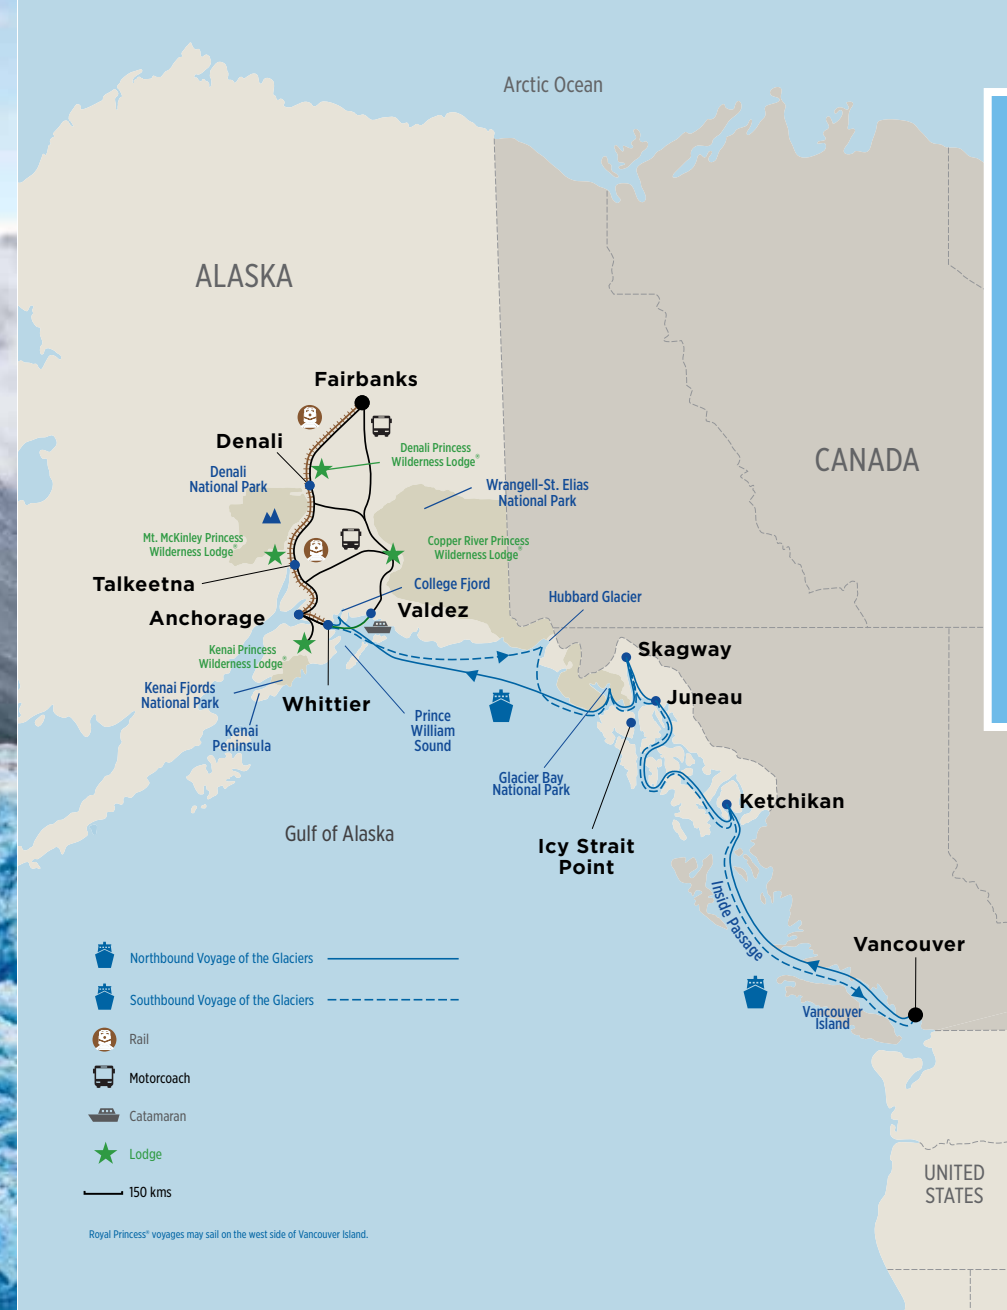 Arctic Ocean
ALASKA
CANADA
Fairbanks
Denali
Denali
National Park
Denali Princess
Wilderness Lodge®
Wrangell-St. Elias
National Park
Mt. McKinley Princess
Wilderness Lodge®
Copper River Princess
Wilderness Lodge®
Talkeetna
College Fjord
Hubbard Glacier
Anchorage
Valdez
Kenai Princess
Wilderness Lodge®
Skagway
Kenai Fjords
National Park
Whittier
Juneau
Prince
William
Sound
Kenai
Peninsula
Glacier Bay
National Park
Ketchikan
Gulf of Alaska
Icy Strait
Point
Inside Passage
Vancouver
Vancouver
Island
Northbound Voyage of the Glaciers
Southbound Voyage of the Glaciers
Rail
Motorcoach
Catamaran
Lodge
150 kms
UNITED
STATES
Royal Princess® voyages may sail on the west side of Vancouver Island.